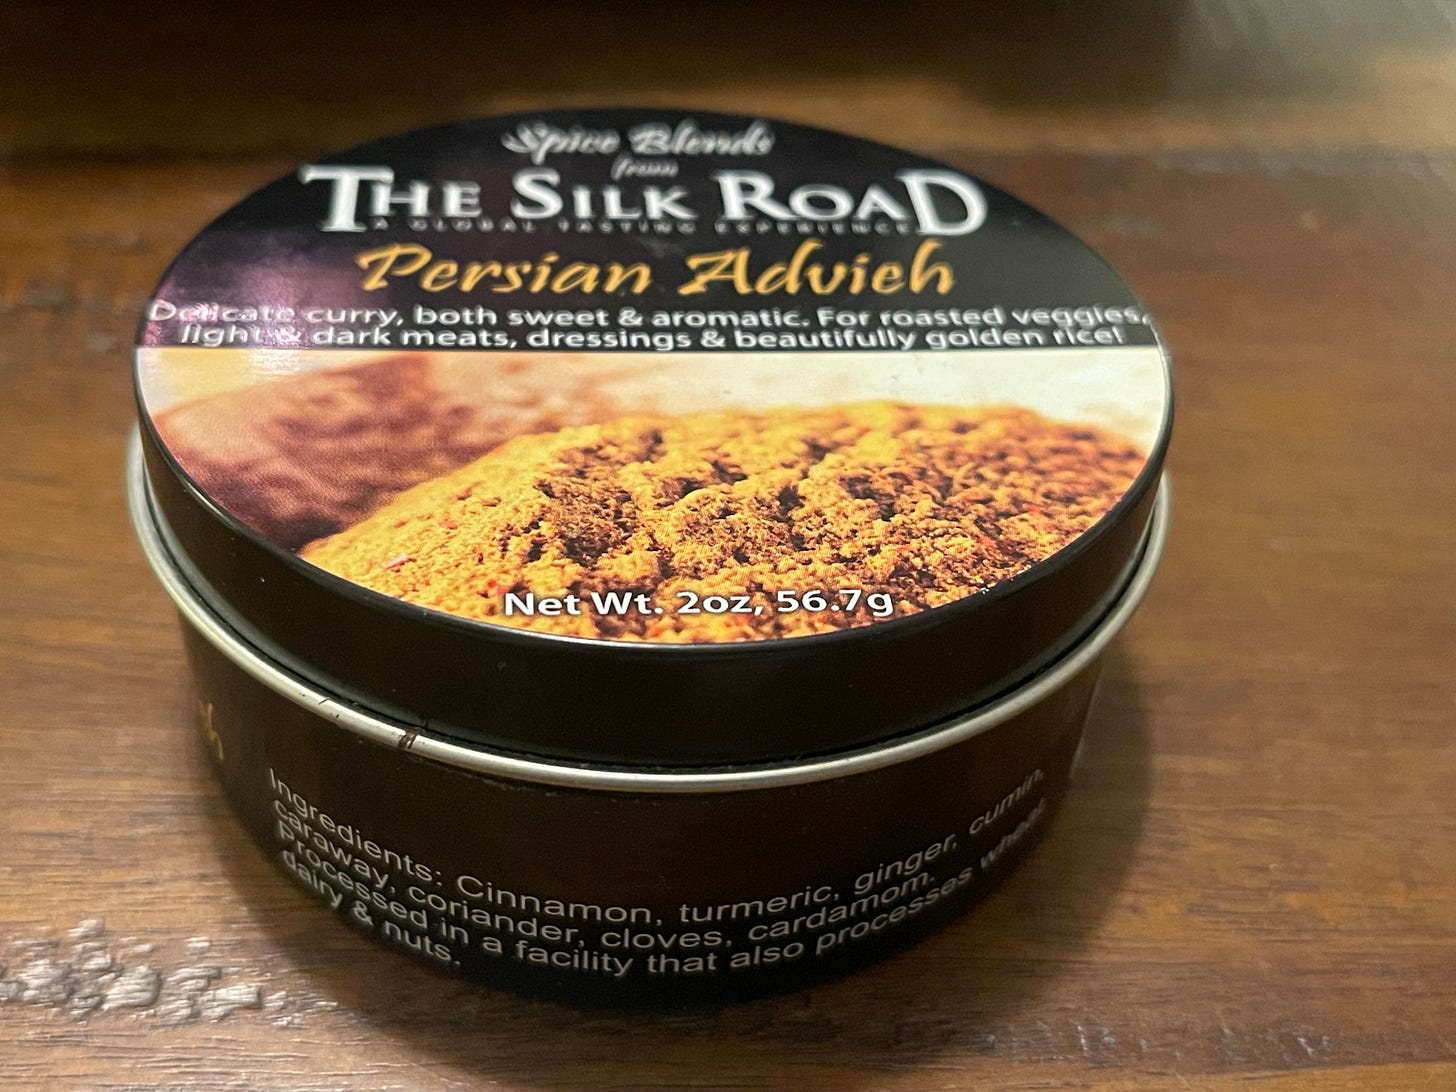 Spice Blends
from
THE SILK ROAD
A GLOBAL TASTING EXPERIENCE
Persian Advieh
Delicate curry, both sweet & aromatic. For roasted veggies,
light & dark meats, dressings & beautifully golden rice!
Net Wt. 2oz, 56.7g
Ingredients: Cinnamon, turmeric, ginger, cumin,
caraway, coriander, cloves, cardamom.
Processed in a facility that also processes wheat,
dairy & nuts.